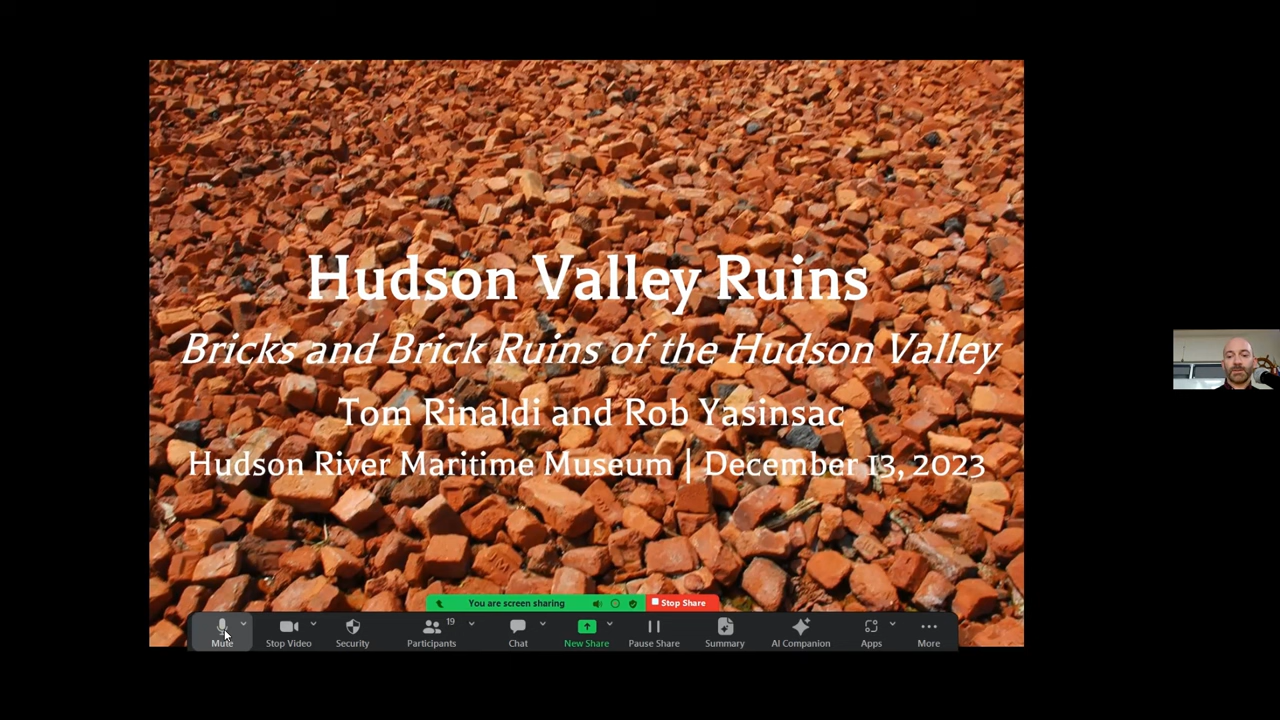 Hudson Valley Ruins
Bricks and Brick Ruins of the Hudson Valley
Tom Rinaldi and Rob Yasinsac
Hudson River Maritime Museum | December 13, 2023
You are screen sharing Stop Share
Mute Stop Video Security Participants 19 Chat New Share Pause Share Summary AI Companion Apps More